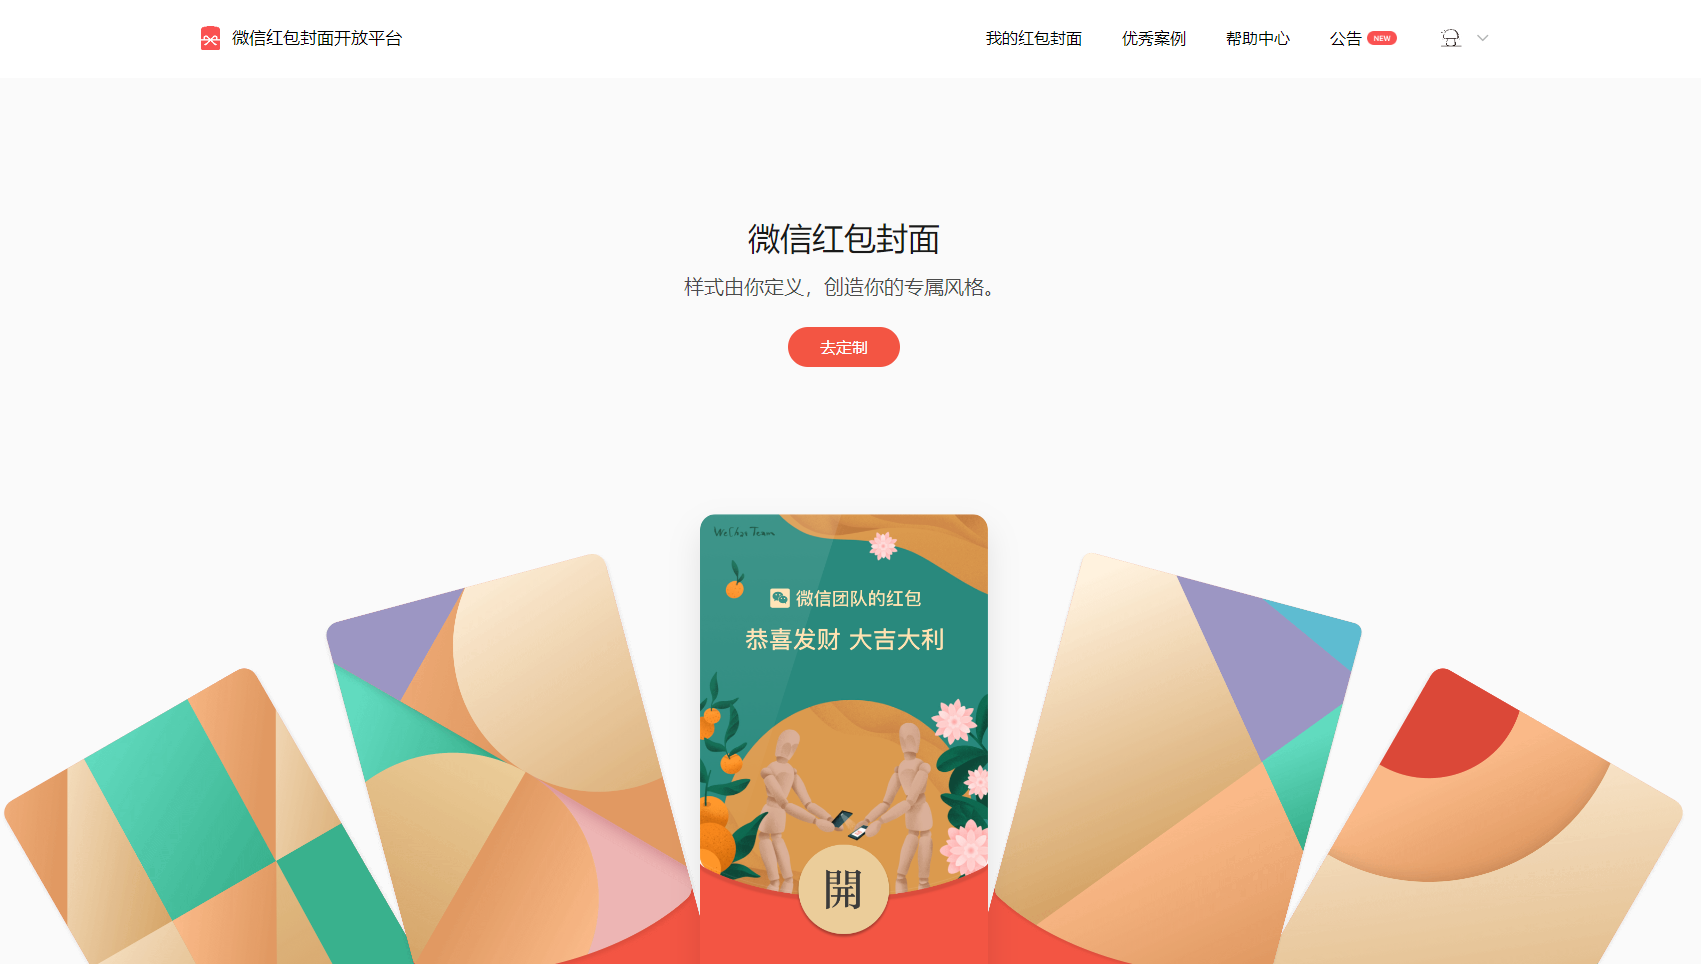 微信红包封面开放平台
我的红包封面
优秀案例
帮助中心
公告 NEW
微信红包封面
样式由你定义，创造你的专属风格。
去定制
WeChat Team
微信团队的红包
恭喜发财 大吉大利
開